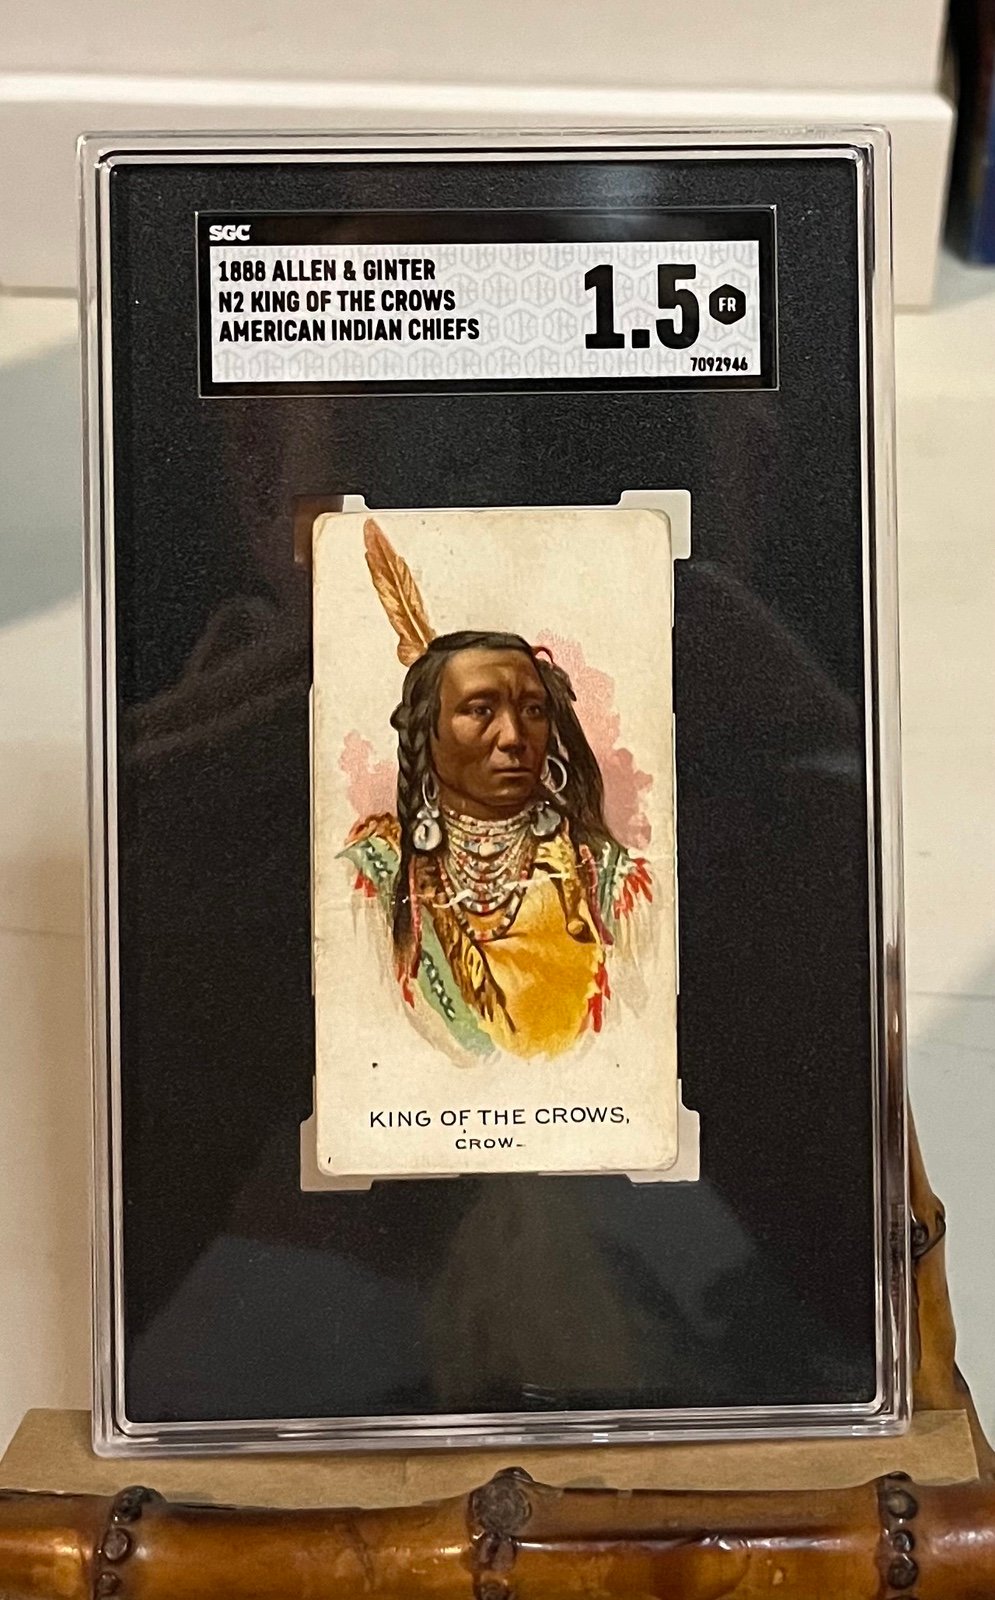 SGC
1888 ALLEN & GINTER
N2 KING OF THE CROWS
AMERICAN INDIAN CHIEFS
1.5 FR
7092946
KING OF THE CROWS,
CROW-